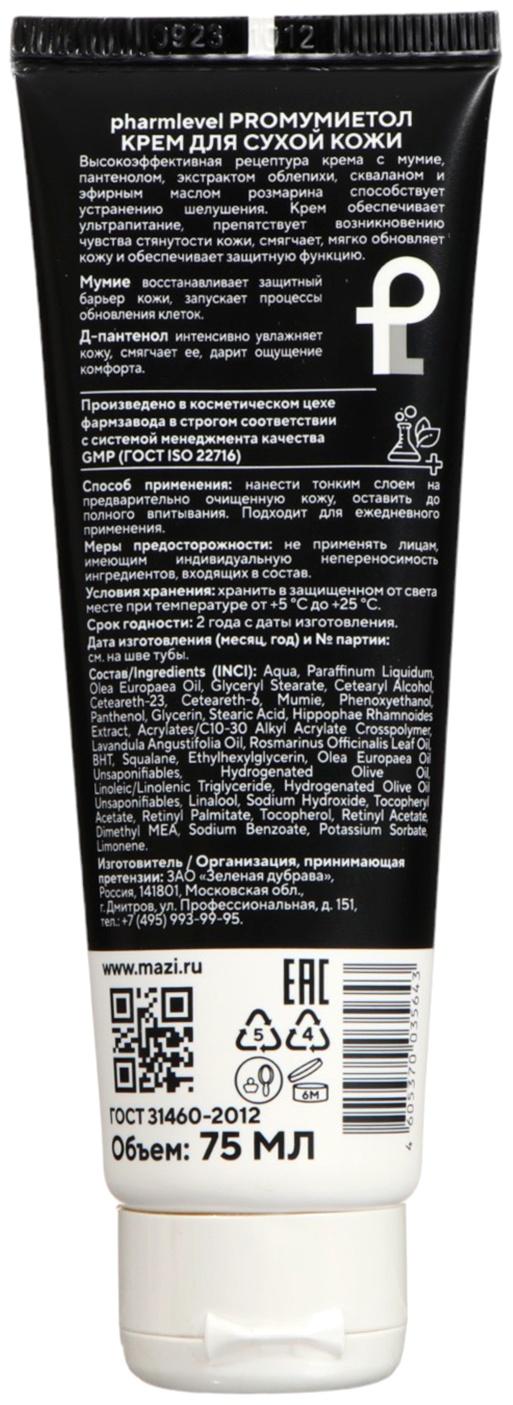 0923 1012
pharmlevel PROМУМИЕТОЛ
КРЕМ ДЛЯ СУХОЙ КОЖИ
Высокоэффективная рецептура крема с мумие,
пантенолом, экстрактом облепихи, скваланом и
эфирным маслом розмарина способствует
устранению шелушения. Крем обеспечивает
ультрапитание, препятствует возникновению
чувства стянутости кожи, смягчает, мягко обновляет
кожу и обеспечивает защитную функцию.
Мумие восстанавливает защитный
барьер кожи, запускает процессы
обновления клеток.
Д-пантенол интенсивно увлажняет
кожу, смягчает ее, дарит ощущение
комфорта.
Произведено в косметическом цехе
фармзавода в строгом соответствии
с системой менеджмента качества
GMP (ГОСТ ISO 22716)
Способ применения: нанести тонким слоем на
предварительно очищенную кожу, оставить до
полного впитывания. Подходит для ежедневного
применения.
Меры предосторожности: не применять лицам,
имеющим индивидуальную непереносимость
ингредиентов, входящих в состав.
Условия хранения: хранить в защищенном от света
месте при температуре от +5 °С до +25 °С.
Срок годности: 2 года с даты изготовления.
Дата изготовления (месяц, год) и № партии:
см. на шве тубы.
Состав/Ingredients (INCI): Aqua, Paraffinum Liquidum,
Olea Europaea Oil, Glyceryl Stearate, Cetearyl Alcohol,
Ceteareth-23, Ceteareth-6, Mumie, Phenoxyethanol,
Panthenol, Glycerin, Stearic Acid, Hippophae Rhamnoides
Extract, Acrylates/C10-30 Alkyl Acrylate Crosspolymer,
Lavandula Angustifolia Oil, Rosmarinus Officinalis Leaf Oil,
BHT, Squalane, Ethylhexylglycerin, Olea Europaea Oil
Unsaponifiables, Hydrogenated Olive Oil,
Linoleic/Linolenic Triglyceride, Hydrogenated Olive Oil
Unsaponifiables, Linalool, Sodium Hydroxide, Tocopheryl
Acetate, Retinyl Palmitate, Tocopherol, Retinyl Acetate,
Dimethyl MEA, Sodium Benzoate, Potassium Sorbate,
Limonene.
Изготовитель / Организация, принимающая
претензии: ЗАО «Зеленая дубрава»,
Россия, 141801, Московская обл.,
г. Дмитров, ул. Профессиональная, д. 151,
тел.: +7 (495) 993-99-95.
www.mazi.ru
EAC
5 4
6M
ГОСТ 31460-2012
Объем: 75 МЛ
4 605370 035643